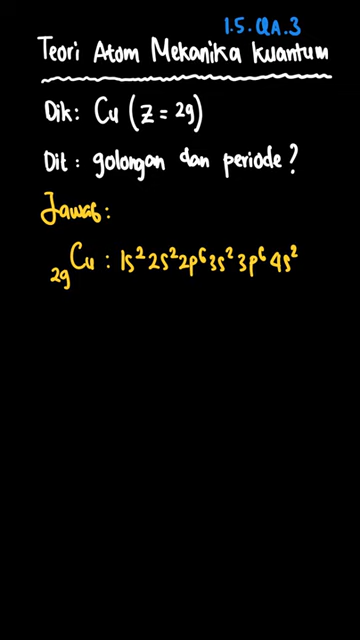 1.5.QA.3
Teori Atom Mekanika Kuantum
Dik: Cu (Z = 29)
Dit: golongan dan periode?
Jawab:
₂₉Cu : 1s² 2s² 2p⁶ 3s² 3p⁶ 4s²